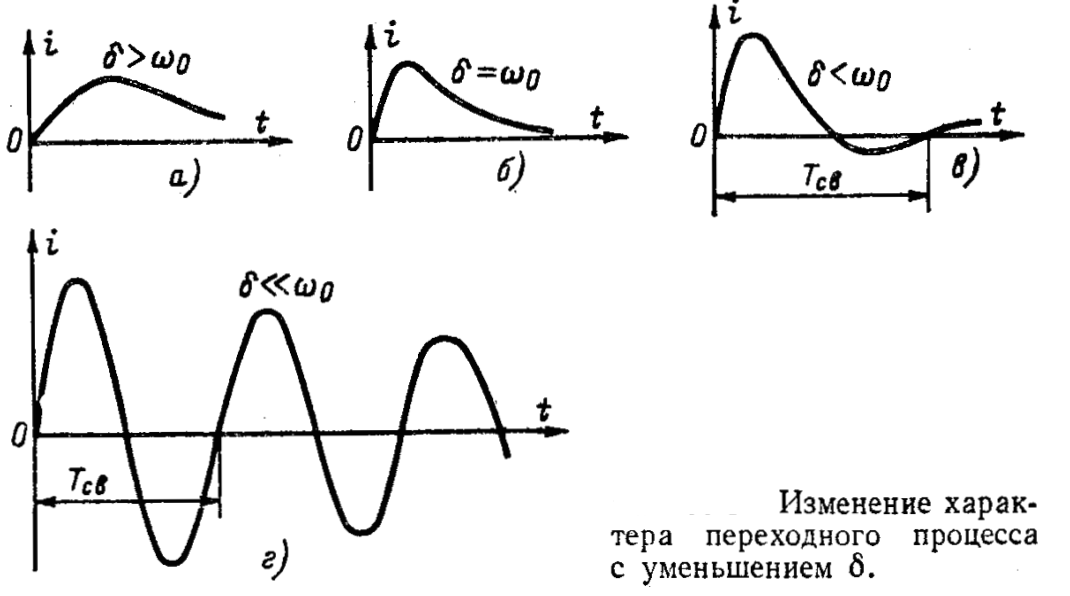 i
δ > ω0
0
t
а)
i
δ = ω0
0
t
б)
i
δ < ω0
0
t
Tсв
в)
i
δ ≪ ω0
0
t
Tсв
г)
Изменение харак-
тера переходного процесса
с уменьшением δ.